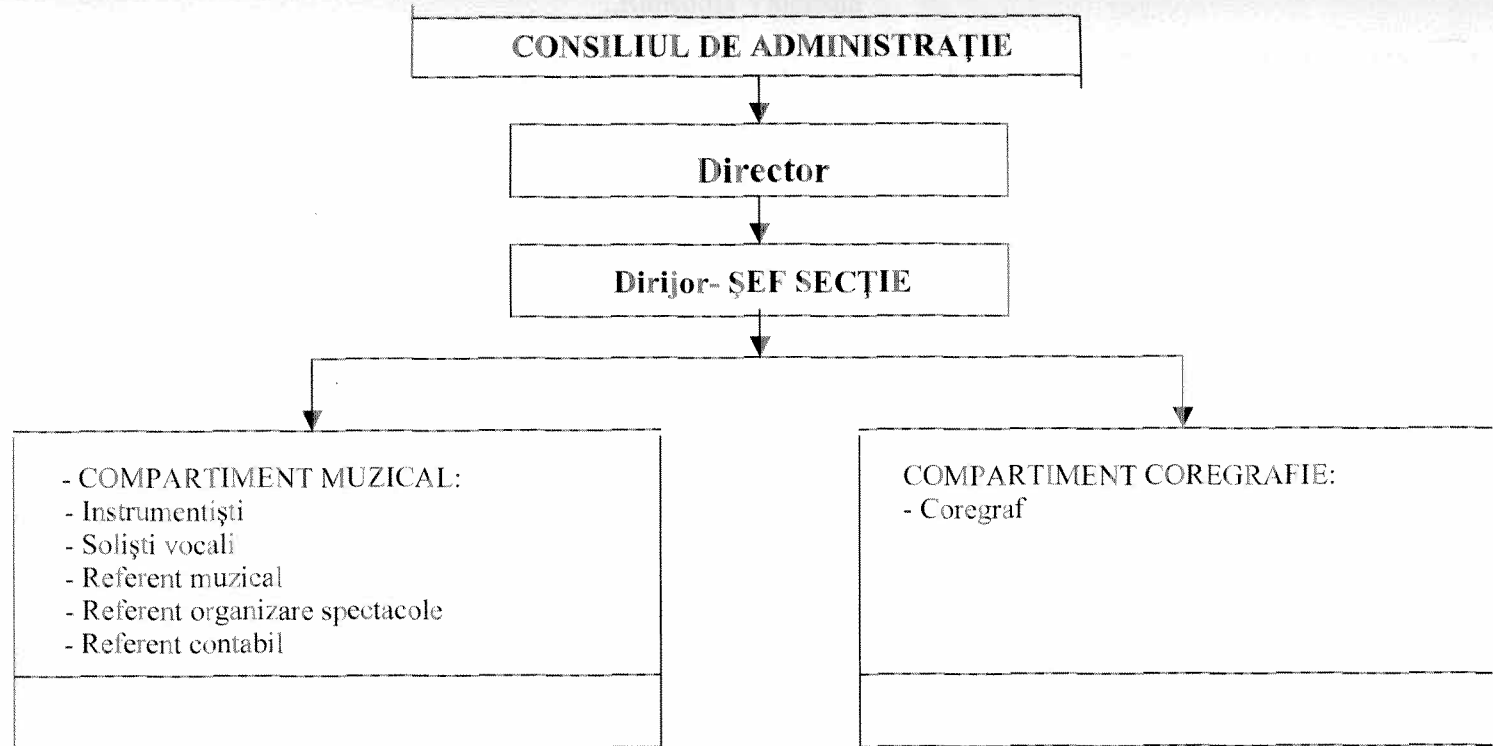 CONSILIUL DE ADMINISTRAŢIE
Director
Dirijor- ŞEF SECŢIE
- COMPARTIMENT MUZICAL:
- Instrumentişti
- Solişti vocali
- Referent muzical
- Referent organizare spectacole
- Referent contabil
COMPARTIMENT COREGRAFIE:
- Coregraf